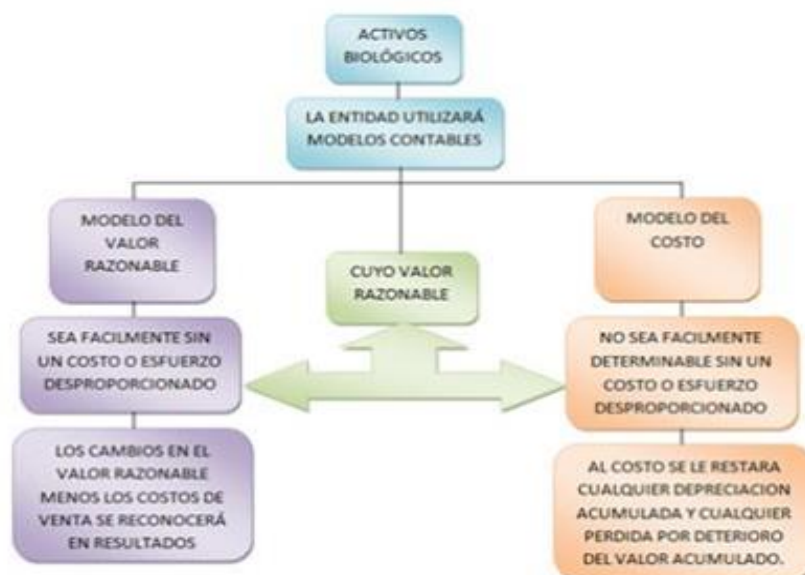 ACTIVOS
BIOLÓGICOS
LA ENTIDAD UTILIZARÁ
MODELOS CONTABLES
MODELO DEL
VALOR
RAZONABLE
CUYO VALOR
RAZONABLE
MODELO DEL
COSTO
SEA FACILMENTE SIN
UN COSTO O ESFUERZO
DESPROPORCIONADO
NO SEA FACILMENTE
DETERMINABLE SIN UN
COSTO O ESFUERZO
DESPROPORCIONADO
LOS CAMBIOS EN EL
VALOR RAZONABLE
MENOS LOS COSTOS DE
VENTA SE RECONOCERÁ
EN RESULTADOS
AL COSTO SE LE RESTARA
CUALQUIER DEPRECIACION
ACUMULADA Y CUALQUIER
PERDIDA POR DETERIORO
DEL VALOR ACUMULADO.